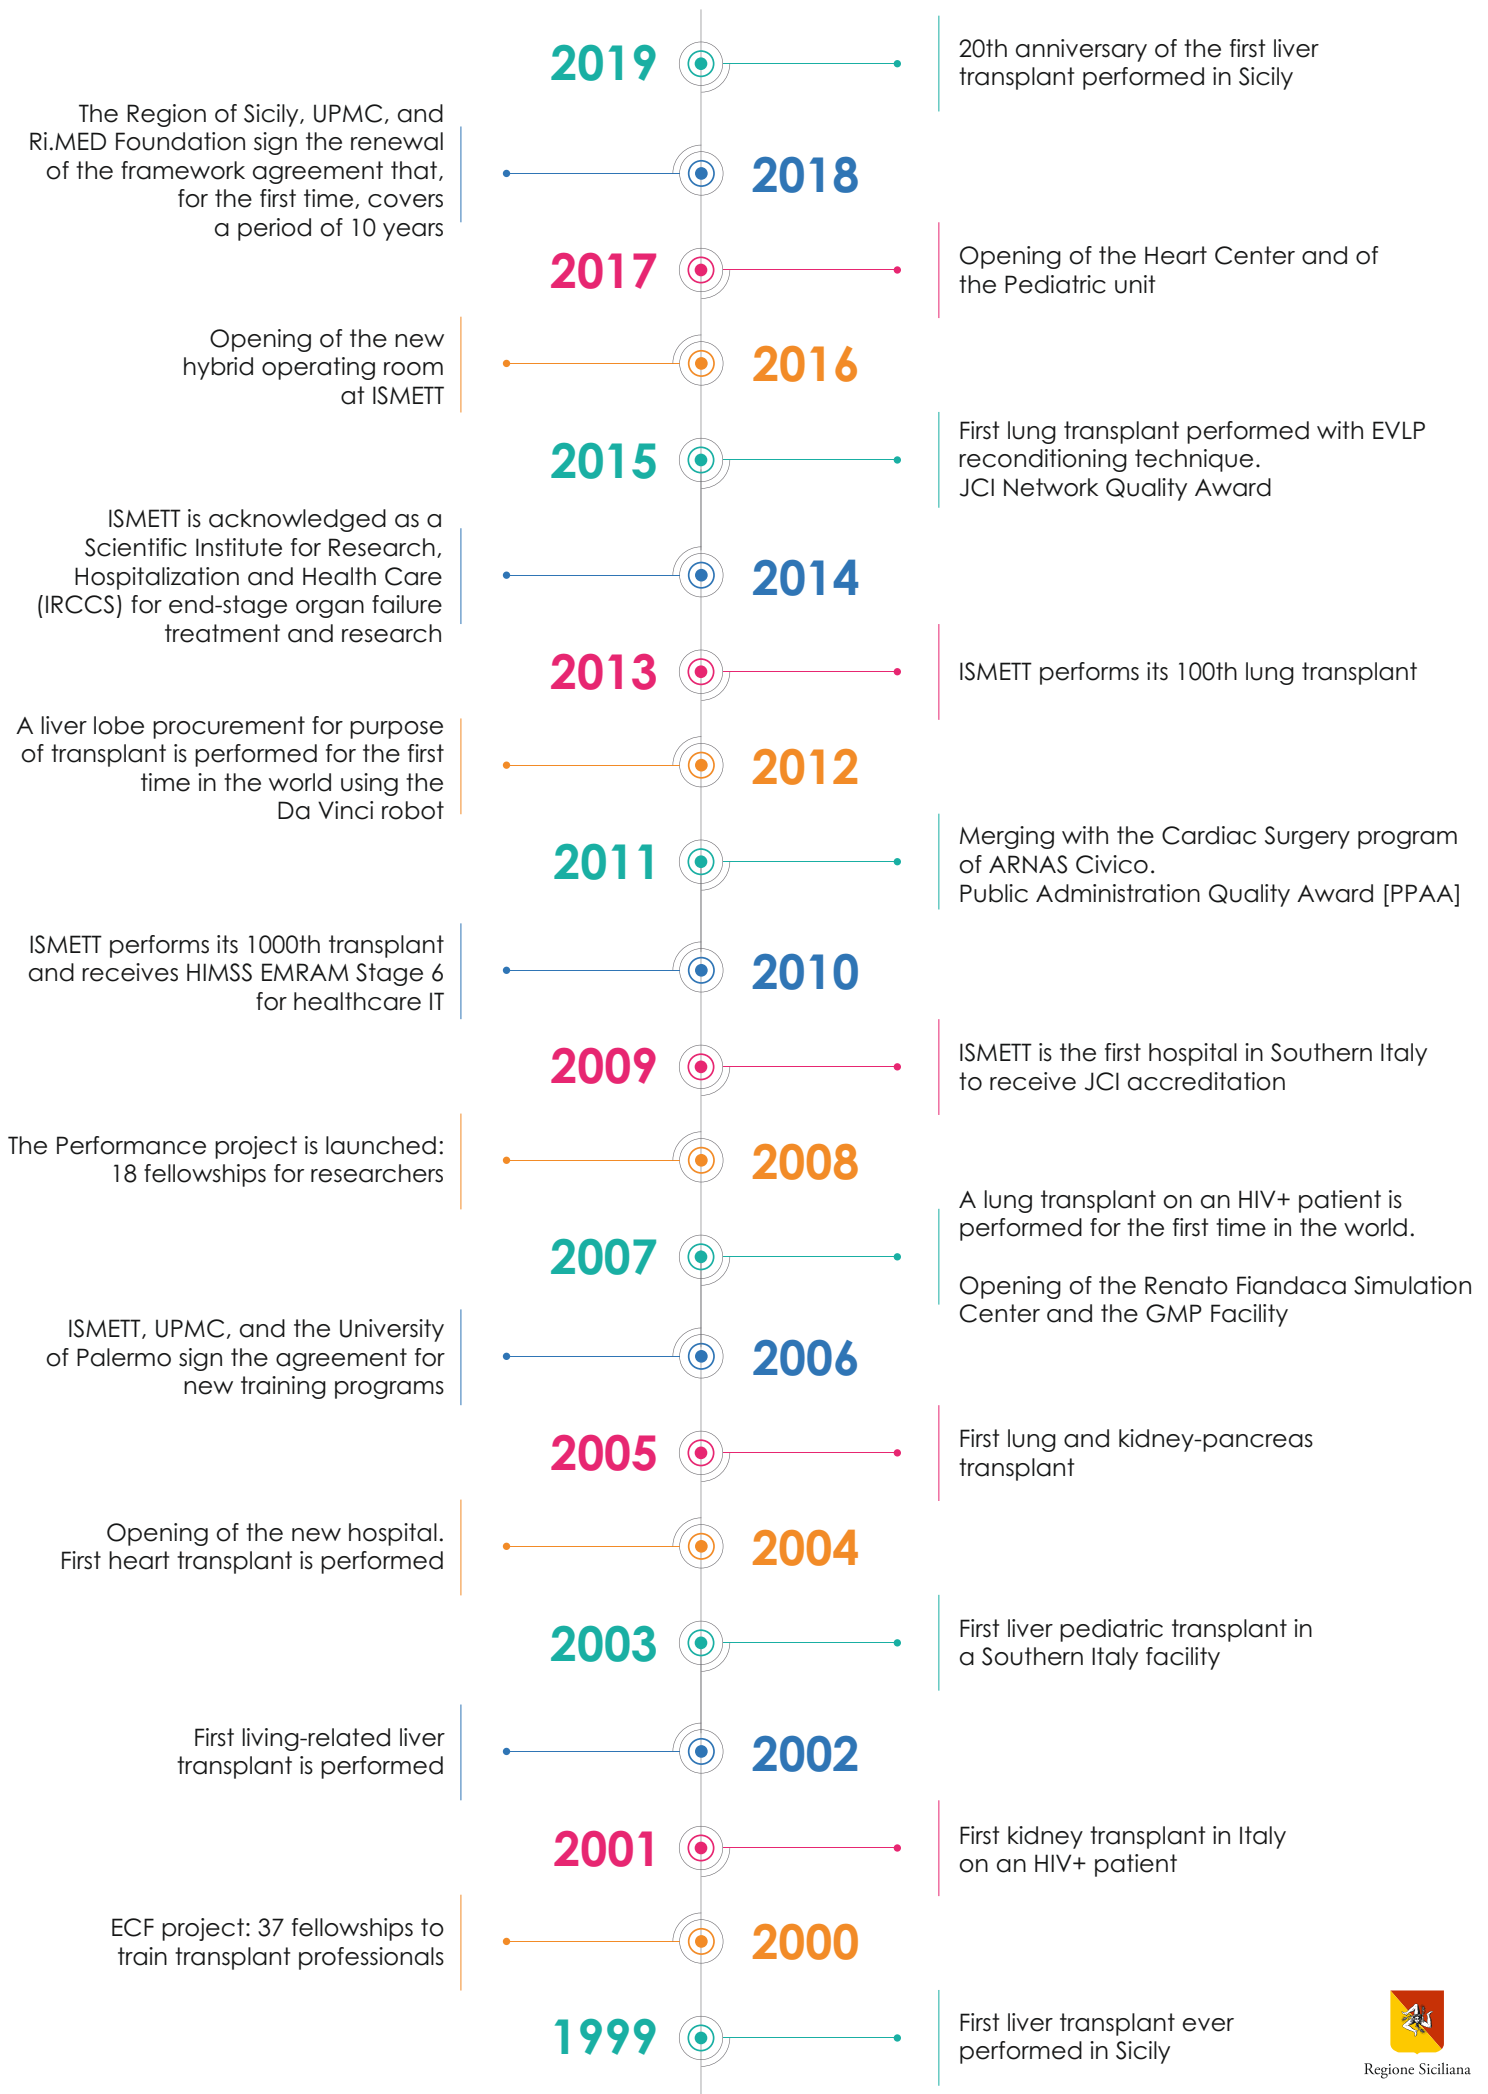 2019
20th anniversary of the first liver
transplant performed in Sicily
The Region of Sicily, UPMC, and
Ri.MED Foundation sign the renewal
of the framework agreement that,
for the first time, covers
a period of 10 years
2018
2017
Opening of the Heart Center and of
the Pediatric unit
Opening of the new
hybrid operating room
at ISMETT
2016
2015
First lung transplant performed with EVLP
reconditioning technique.
JCI Network Quality Award
ISMETT is acknowledged as a
Scientific Institute for Research,
Hospitalization and Health Care
(IRCCS) for end-stage organ failure
treatment and research
2014
2013
ISMETT performs its 100th lung transplant
A liver lobe procurement for purpose
of transplant is performed for the first
time in the world using the
Da Vinci robot
2012
2011
Merging with the Cardiac Surgery program
of ARNAS Civico.
Public Administration Quality Award [PPAA]
ISMETT performs its 1000th transplant
and receives HIMSS EMRAM Stage 6
for healthcare IT
2010
2009
ISMETT is the first hospital in Southern Italy
to receive JCI accreditation
The Performance project is launched:
18 fellowships for researchers
2008
2007
A lung transplant on an HIV+ patient is
performed for the first time in the world.
Opening of the Renato Fiandaca Simulation
Center and the GMP Facility
ISMETT, UPMC, and the University
of Palermo sign the agreement for
new training programs
2006
2005
First lung and kidney-pancreas
transplant
Opening of the new hospital.
First heart transplant is performed
2004
2003
First liver pediatric transplant in
a Southern Italy facility
First living-related liver
transplant is performed
2002
2001
First kidney transplant in Italy
on an HIV+ patient
ECF project: 37 fellowships to
train transplant professionals
2000
1999
First liver transplant ever
performed in Sicily
Regione Siciliana